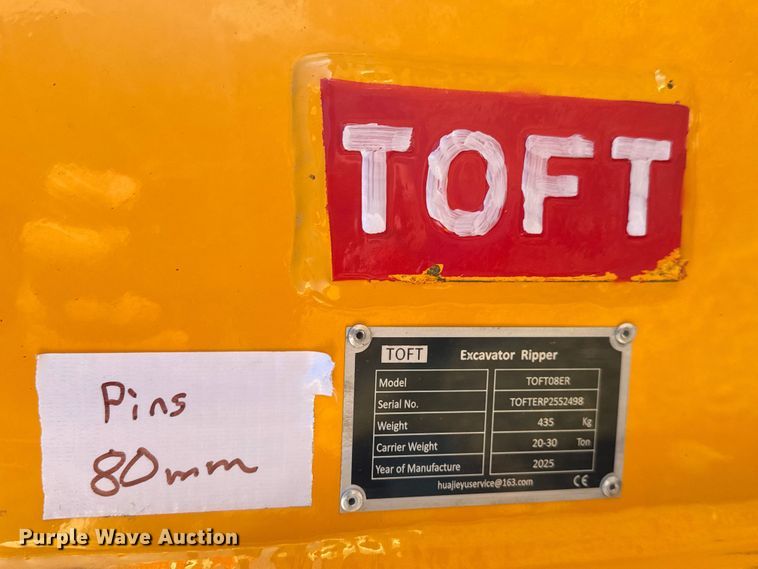 TOFT
TOFT Excavator Ripper
Model TOFT08ER
Serial No. TOFTERP2552498
Weight 435 Kg
Carrier Weight 20-30 Ton
Year of Manufacture 2025
huajieyuservice@163.com CE
Pins
80mm
Purple Wave Auction